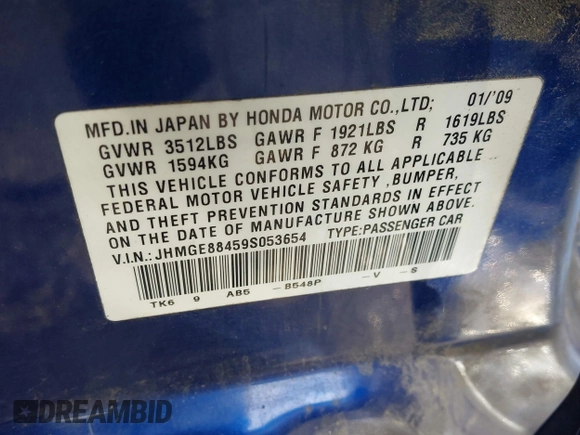 MFD.IN JAPAN BY HONDA MOTOR CO.,LTD; 01/'09
GVWR 3512LBS GAWR F 1921LBS R 1619LBS
GVWR 1594KG GAWR F 872 KG R 735 KG
THIS VEHICLE CONFORMS TO ALL APPLICABLE
FEDERAL MOTOR VEHICLE SAFETY ,BUMPER,
AND THEFT PREVENTION STANDARDS IN EFFECT
ON THE DATE OF MANUFACTURE SHOWN ABOVE.
V.I.N.: JHMGE88459S053654 TYPE:PASSENGER CAR
TK6 9 AB5 -B548P -V -S
DREAMBID